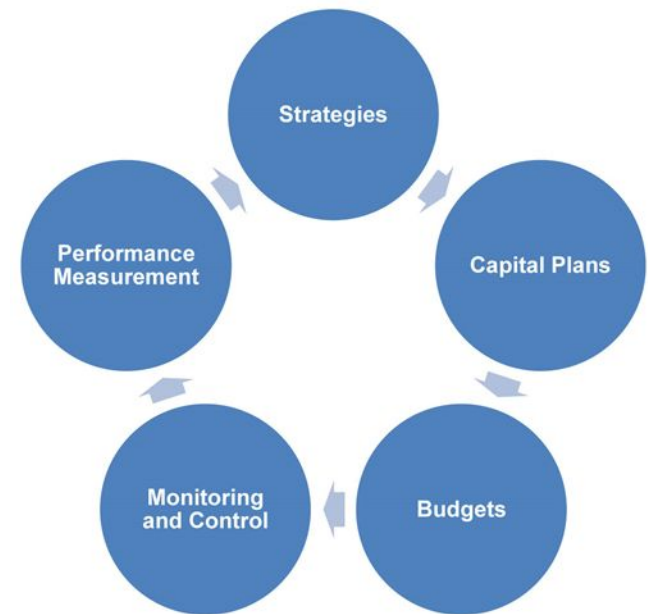 Strategies
Capital Plans
Budgets
Monitoring
and Control
Performance
Measurement